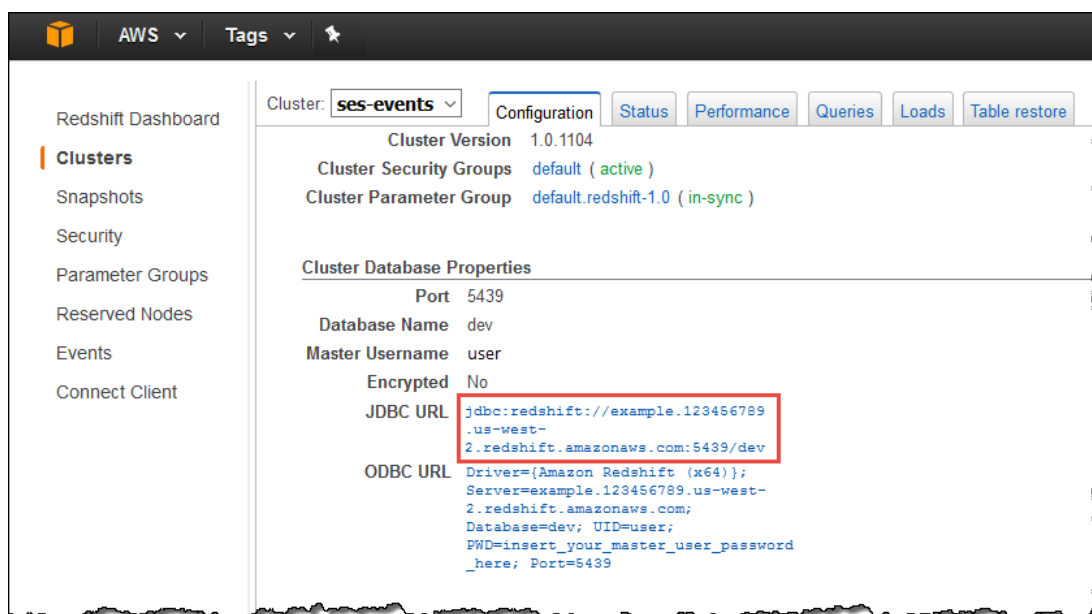 AWS Tags
Redshift Dashboard
Clusters
Snapshots
Security
Parameter Groups
Reserved Nodes
Events
Connect Client
Cluster: ses-events Configuration Status Performance Queries Loads Table restore
Cluster Version 1.0.1104
Cluster Security Groups default ( active )
Cluster Parameter Group default.redshift-1.0 ( in-sync )
Cluster Database Properties
Port 5439
Database Name dev
Master Username user
Encrypted No
JDBC URL jdbc:redshift://example.123456789
.us-west-
2.redshift.amazonaws.com:5439/dev
ODBC URL Driver={Amazon Redshift (x64)};
Server=example.123456789.us-west-
2.redshift.amazonaws.com;
Database=dev; UID=user;
PWD=insert_your_master_user_password
_here; Port=5439